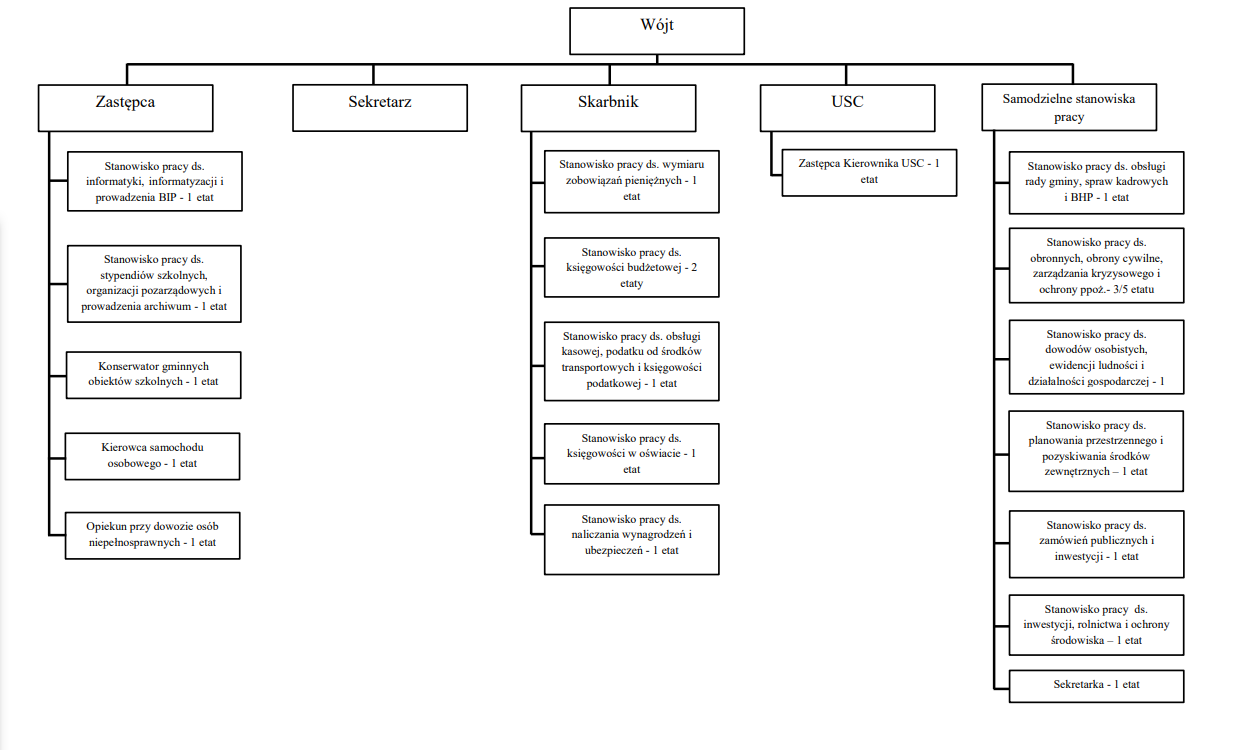 Wójt
Zastępca
Stanowisko pracy ds.
informatyki, informatyzacji i
prowadzenia BIP - 1 etat
Stanowisko pracy ds.
stypendiów szkolnych,
organizacji pozarządowych i
prowadzenia archiwum - 1 etat
Konserwator gminnych
obiektów szkolnych - 1 etat
Kierowca samochodu
osobowego - 1 etat
Opiekun przy dowozie osób
niepełnosprawnych - 1 etat
Sekretarz
Skarbnik
Stanowisko pracy ds. wymiaru
zobowiązań pieniężnych - 1
etat
Stanowisko pracy ds.
księgowości budżetowej - 2
etaty
Stanowisko pracy ds. obsługi
kasowej, podatku od środków
transportowych i księgowości
podatkowej - 1 etat
Stanowisko pracy ds.
księgowości w oświacie - 1
etat
Stanowisko pracy ds.
naliczania wynagrodzeń i
ubezpieczeń - 1 etat
USC
Zastępca Kierownika USC - 1
etat
Samodzielne stanowiska
pracy
Stanowisko pracy ds. obsługi
rady gminy, spraw kadrowych
i BHP - 1 etat
Stanowisko pracy ds.
obronnych, obrony cywilne,
zarządzania kryzysowego i
ochrony ppoż.- 3/5 etatu
Stanowisko pracy ds.
dowodów osobistych,
ewidencji ludności i
działalności gospodarczej - 1
Stanowisko pracy ds.
planowania przestrzennego i
pozyskiwania środków
zewnętrznych – 1 etat
Stanowisko pracy ds.
zamówień publicznych i
inwestycji - 1 etat
Stanowisko pracy  ds.
inwestycji, rolnictwa i ochrony
środowiska – 1 etat
Sekretarka - 1 etat